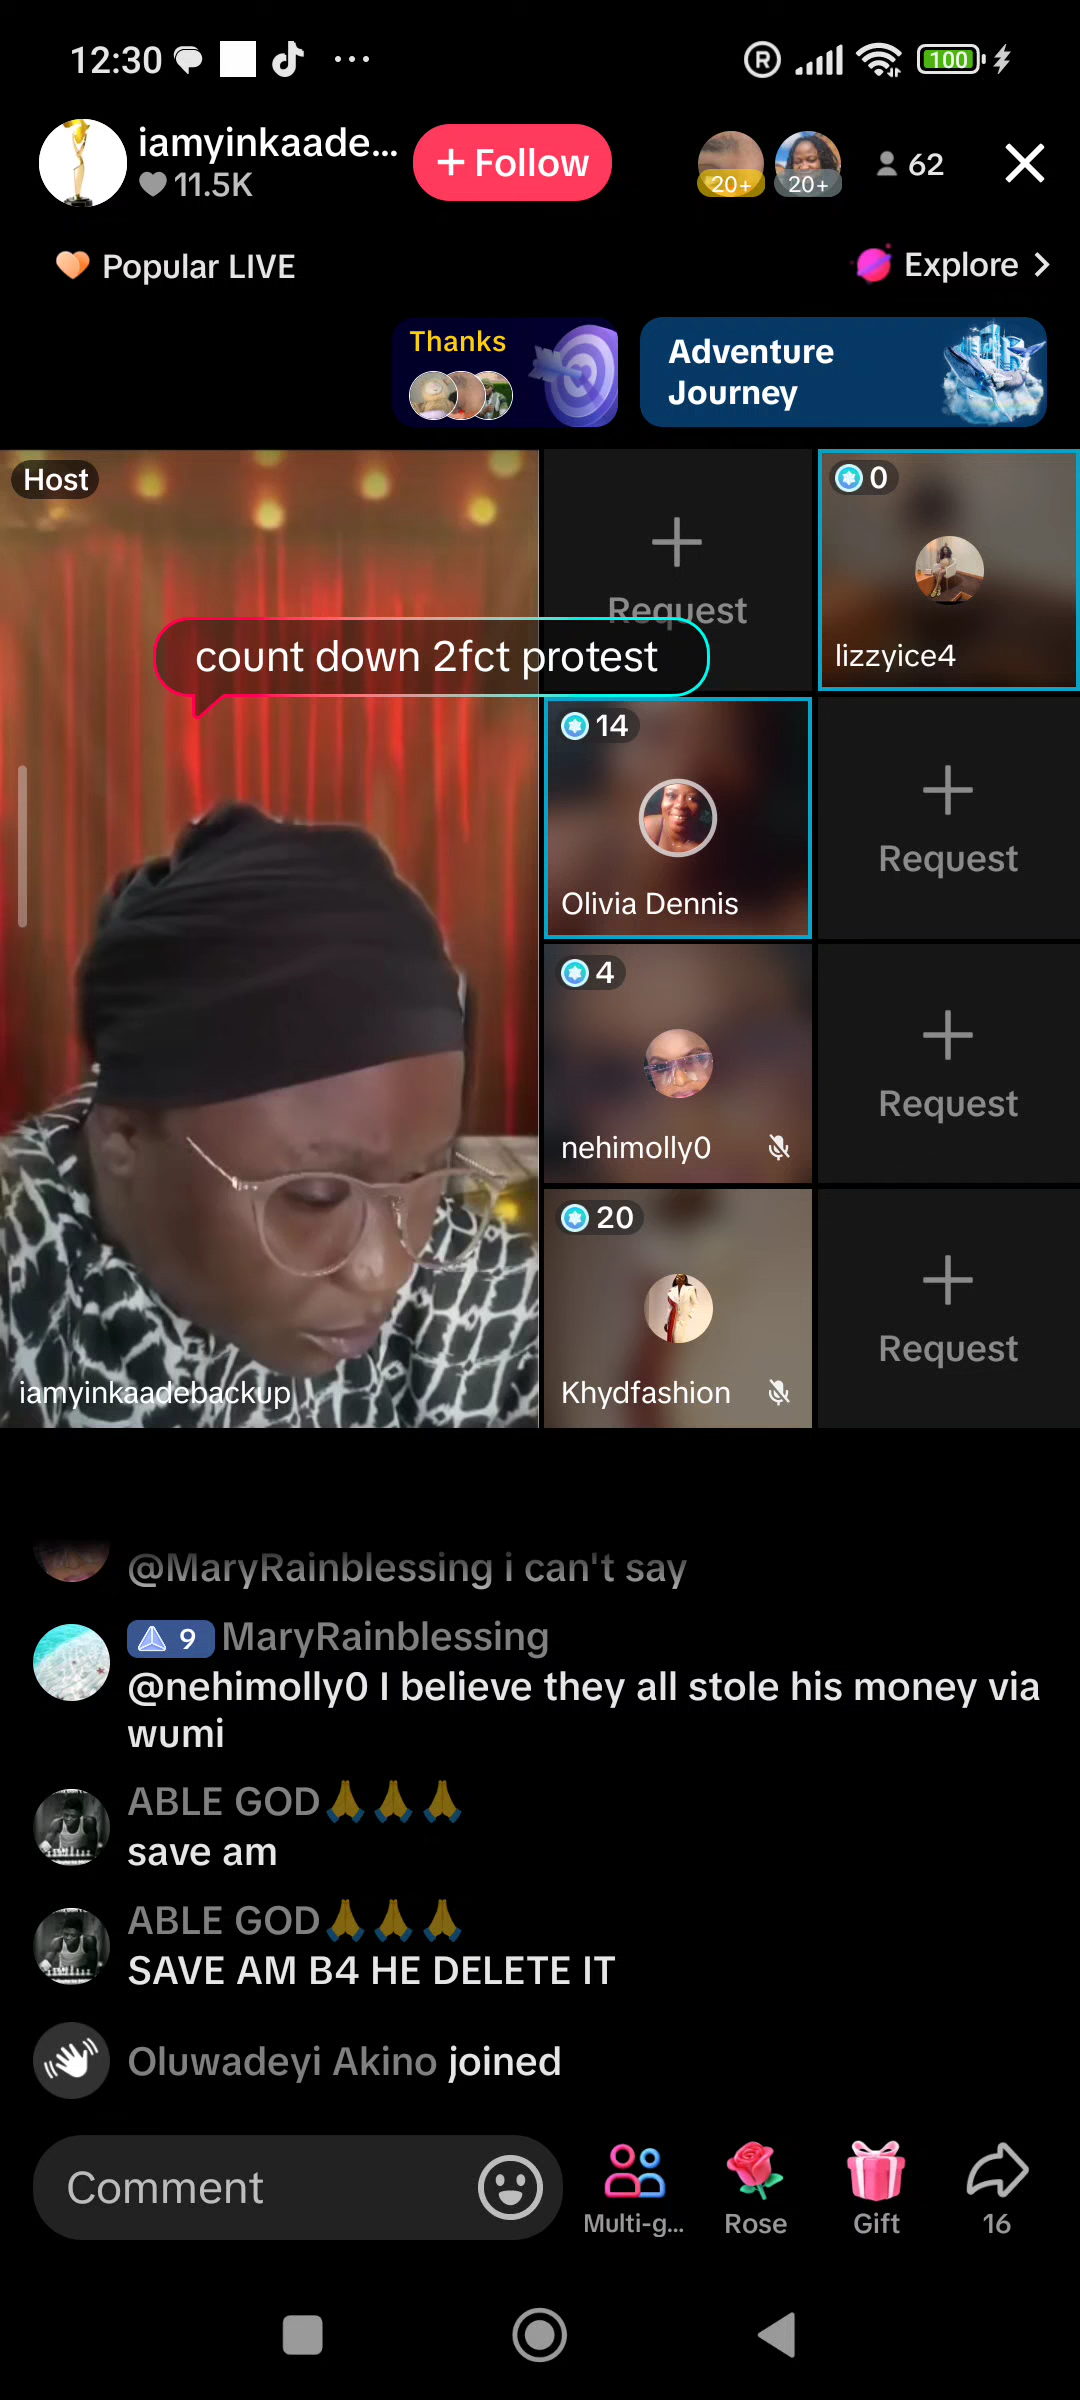 12:30
R
100
iamyinkaade...
11.5K
+ Follow
20+
20+
62
Popular LIVE
Explore >
Thanks
Adventure
Journey
Host
Request
0
lizzyice4
count down 2fct protest
14
Olivia Dennis
Request
4
nehimolly0
Request
20
Khydfashion
Request
iamyinkaadebackup
@MaryRainblessing i can't say
9 MaryRainblessing
@nehimolly0 I believe they all stole his money via
wumi
ABLE GOD🙏🙏🙏
save am
ABLE GOD🙏🙏🙏
SAVE AM B4 HE DELETE IT
Oluwadeyi Akino joined
Comment
Multi-g...
Rose
Gift
16